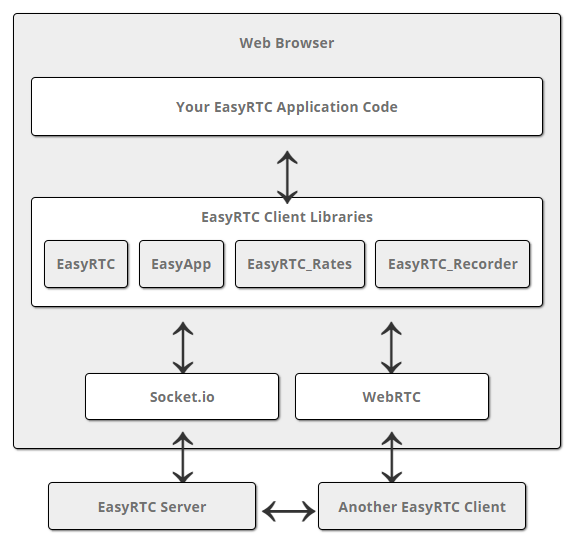 Web Browser
Your EasyRTC Application Code
EasyRTC Client Libraries
EasyRTC EasyApp EasyRTC_Rates EasyRTC_Recorder
Socket.io WebRTC
EasyRTC Server Another EasyRTC Client